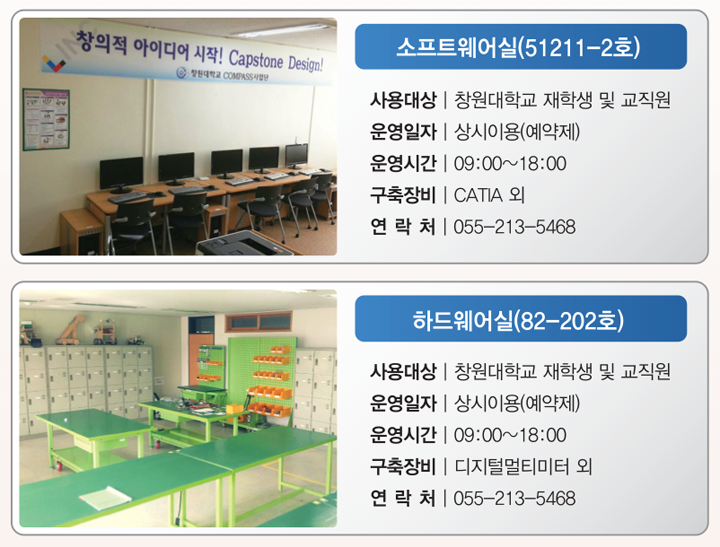 창의적 아이디어 시작! Capstone Design!
창원대학교 COMPASS사업단
소프트웨어실(51211-2호)
사용대상 | 창원대학교 재학생 및 교직원
운영일자 | 상시이용(예약제)
운영시간 | 09:00~18:00
구축장비 | CATIA 외
연 락 처 | 055-213-5468
하드웨어실(82-202호)
사용대상 | 창원대학교 재학생 및 교직원
운영일자 | 상시이용(예약제)
운영시간 | 09:00~18:00
구축장비 | 디지털멀티미터 외
연 락 처 | 055-213-5468